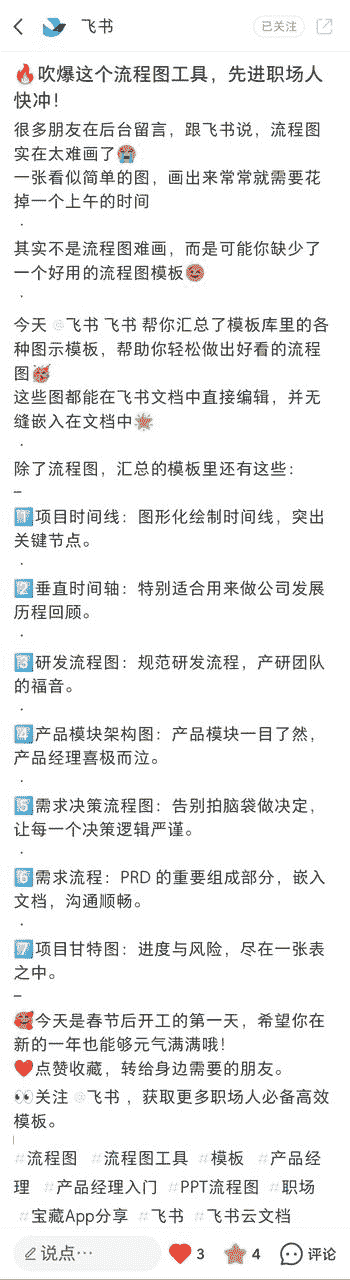 飞书
已关注
🔥吹爆这个流程图工具，先进职场人
快冲！
很多朋友在后台留言，跟飞书说，流程图
实在太难画了😭
一张看似简单的图，画出来常常就需要花
掉一个上午的时间
·
其实不是流程图难画，而是可能你缺少了
一个好用的流程图模板
·
今天 @飞书 飞书 帮你汇总了模板库里的各
种图示模板，帮助你轻松做出好看的流程
图🥳
这些图都能在飞书文档中直接编辑，并无
缝嵌入在文档中🌟
·
除了流程图，汇总的模板里还有这些：
–
1️⃣项目时间线：图形化绘制时间线，突出
关键节点。
·
2️⃣垂直时间轴：特别适合用来做公司发展
历程回顾。
·
3️⃣研发流程图：规范研发流程，产研团队
的福音。
·
4️⃣产品模块架构图：产品模块一目了然，
产品经理喜极而泣。
·
5️⃣需求决策流程图：告别拍脑袋做决定，
让每一个决策逻辑严谨。
·
6️⃣需求流程：PRD 的重要组成部分，嵌入
文档，沟通顺畅。
·
7️⃣项目甘特图：进度与风险，尽在一张表
之中。
–
🥰今天是春节后开工的第一天，希望你在
新的一年也能够元气满满哦！
❤️点赞收藏，转给身边需要的朋友。
👀关注 @飞书 ，获取更多职场人必备高效
模板。
#流程图 #流程图工具 #模板 #产品经
理 #产品经理入门 #PPT流程图 #职场
#宝藏App分享 #飞书 #飞书云文档
说点… 3 4 评论